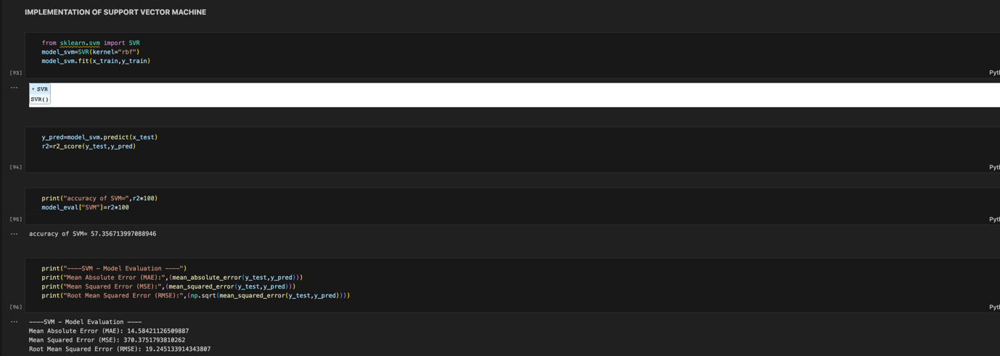 IMPLEMENTATION OF SUPPORT VECTOR MACHINE
from sklearn.svm import SVR
model_svm=SVR(kernel="rbf")
model_svm.fit(x_train,y_train)
[93]
Pyth
...
▾ SVR
SVR()
y_pred=model_svm.predict(x_test)
r2=r2_score(y_test,y_pred)
[94]
Pyth
print("accuracy of SVM=",r2*100)
model_eval["SVM"]=r2*100
[95]
Pyth
...
accuracy of SVM= 57.356713997088946
print("----SVM - Model Evaluation ----")
print("Mean Absolute Error (MAE):",(mean_absolute_error(y_test,y_pred)))
print("Mean Squared Error (MSE):",(mean_squared_error(y_test,y_pred)))
print("Root Mean Squared Error (RMSE):",(np.sqrt(mean_squared_error(y_test,y_pred))))
[96]
Pyth
...
----SVM - Model Evaluation ----
Mean Absolute Error (MAE): 14.58421126509887
Mean Squared Error (MSE): 370.3751793810262
Root Mean Squared Error (RMSE): 19.245133914343807